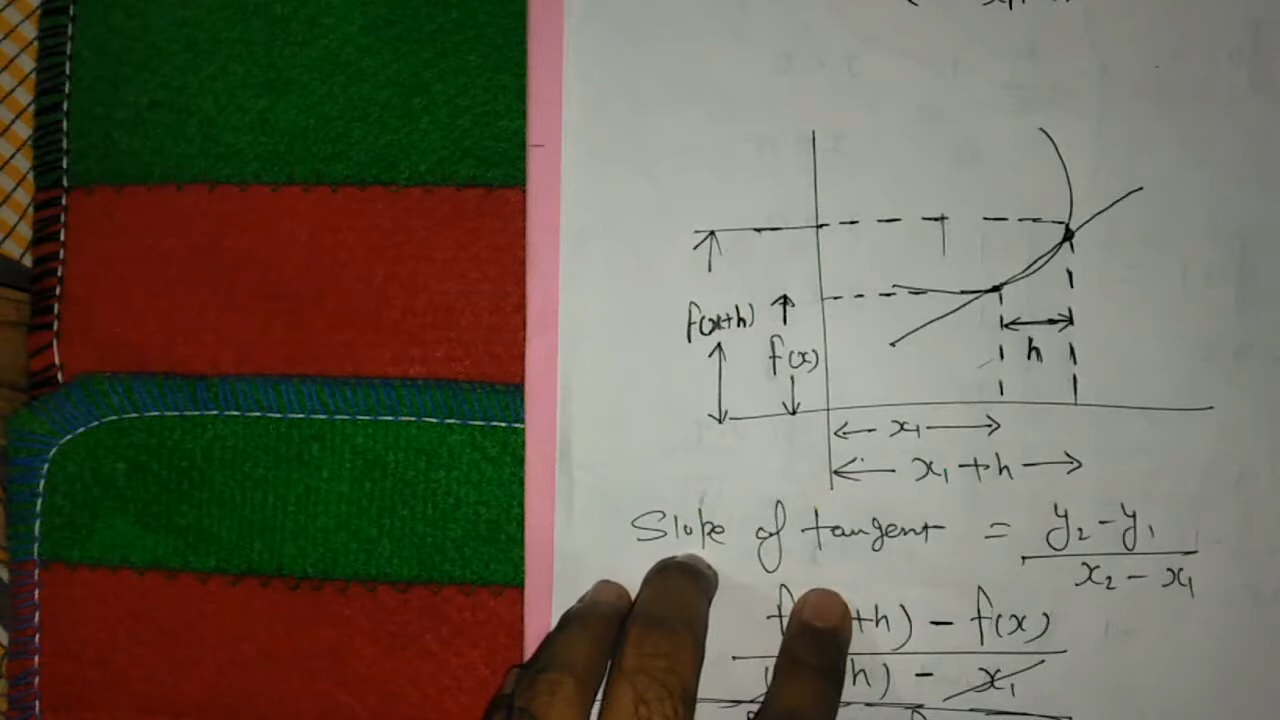 f(x+h)
f(x)
h
x₁
x₁ + h
Slope of tangent = y₂ - y₁
x₂ - x₁
+h) - f(x)
h) - x₁